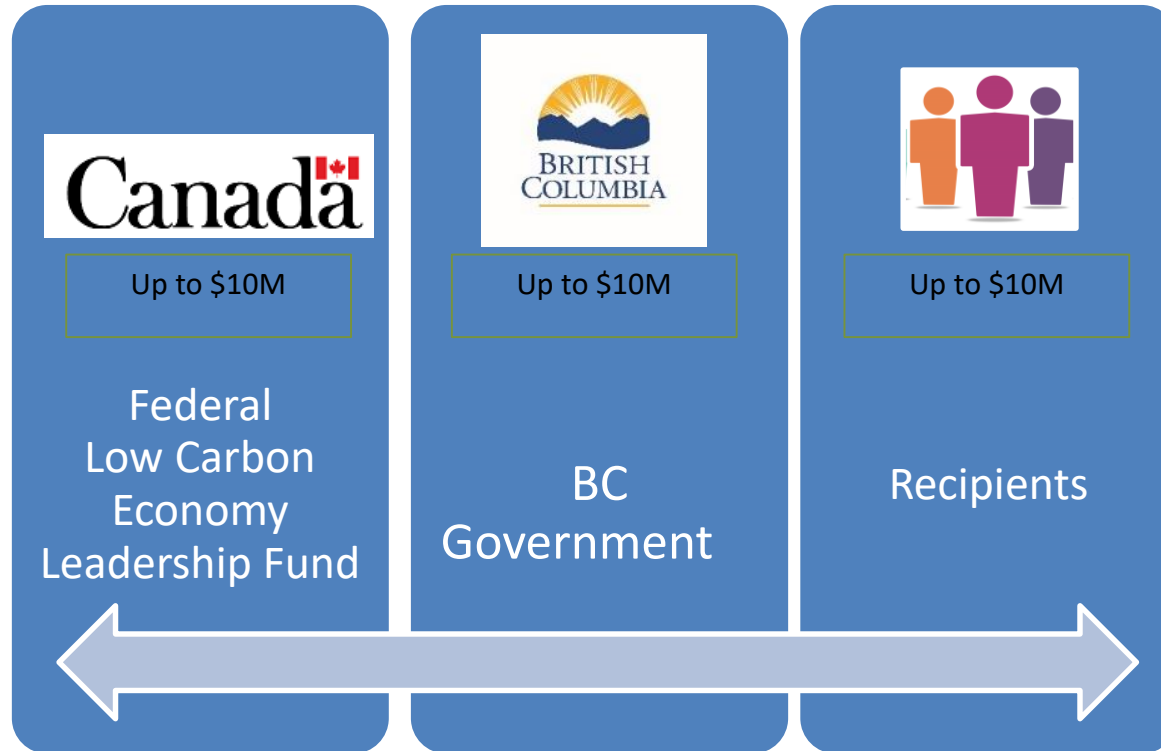 Canada
Up to $10M
Federal
Low Carbon
Economy
Leadership Fund
BRITISH
COLUMBIA
Up to $10M
BC
Government
Up to $10M
Recipients